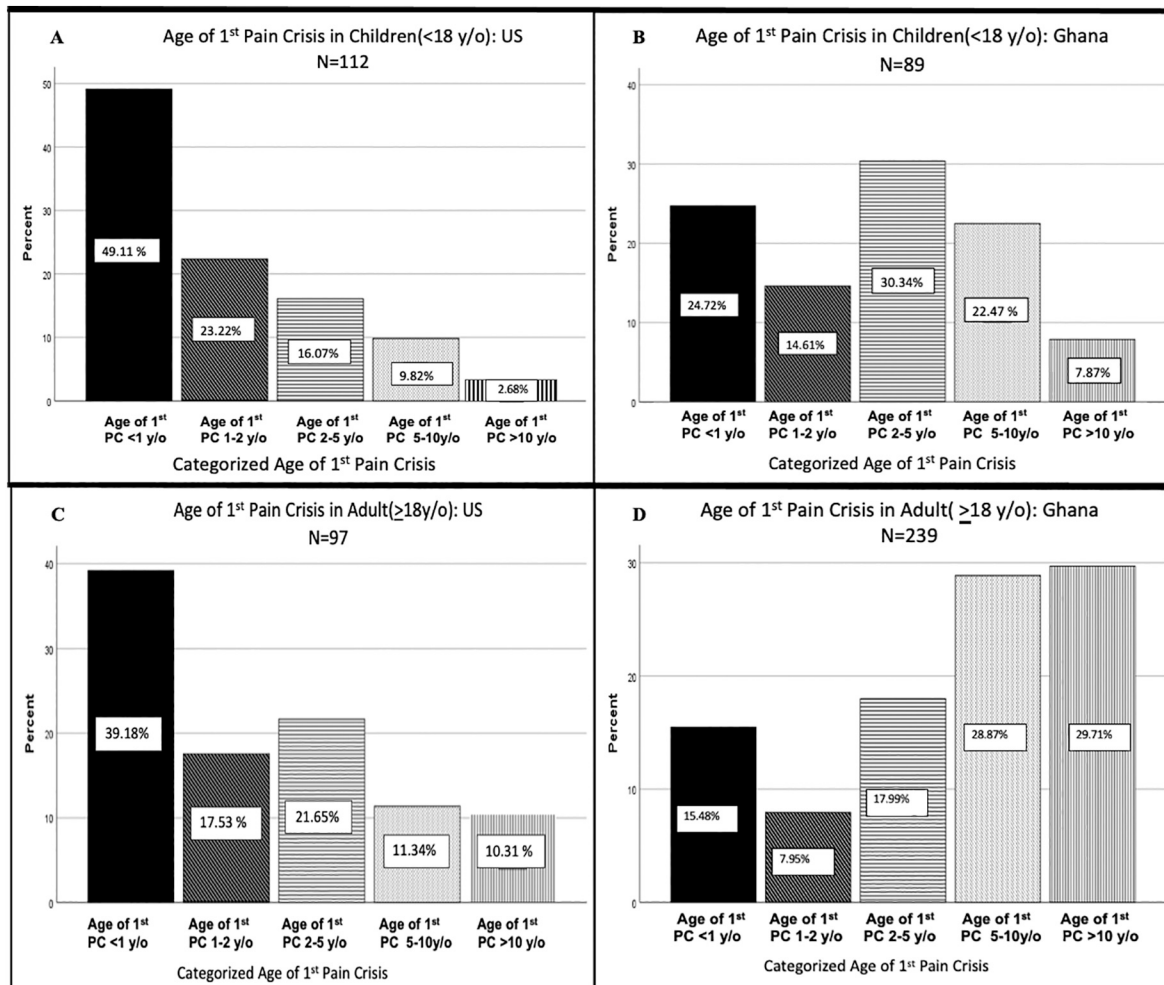 A
Age of 1st Pain Crisis in Children(<18 y/o): US
N=112
Percent
50
40
30
20
10
0
49.11 %
23.22%
16.07%
9.82%
2.68%
Age of 1st PC <1 y/o
Age of 1st PC 1-2 y/o
Age of 1st PC 2-5 y/o
Age of 1st PC 5-10y/o
Age of 1st PC >10 y/o
Categorized Age of 1st Pain Crisis
B
Age of 1st Pain Crisis in Children(<18 y/o): Ghana
N=89
Percent
40
30
20
10
0
24.72%
14.61%
30.34%
22.47 %
7.87%
Age of 1st PC <1 y/o
Age of 1st PC 1-2 y/o
Age of 1st PC 2-5 y/o
Age of 1st PC 5-10y/o
Age of 1st PC >10 y/o
Categorized Age of 1st Pain Crisis
C
Age of 1st Pain Crisis in Adult(≥18y/o): US
N=97
Percent
40
30
20
10
0
39.18%
17.53 %
21.65%
11.34%
10.31 %
Age of 1st PC <1 y/o
Age of 1st PC 1-2 y/o
Age of 1st PC 2-5 y/o
Age of 1st PC 5-10y/o
Age of 1st PC >10 y/o
Categorized Age of 1st Pain Crisis
D
Age of 1st Pain Crisis in Adult( ≥18 y/o): Ghana
N=239
Percent
30
20
10
0
15.48%
7.95%
17.99%
28.87%
29.71%
Age of 1st PC <1 y/o
Age of 1st PC 1-2 y/o
Age of 1st PC 2-5 y/o
Age of 1st PC 5-10y/o
Age of 1st PC >10 y/o
Categorized Age of 1st Pain Crisis